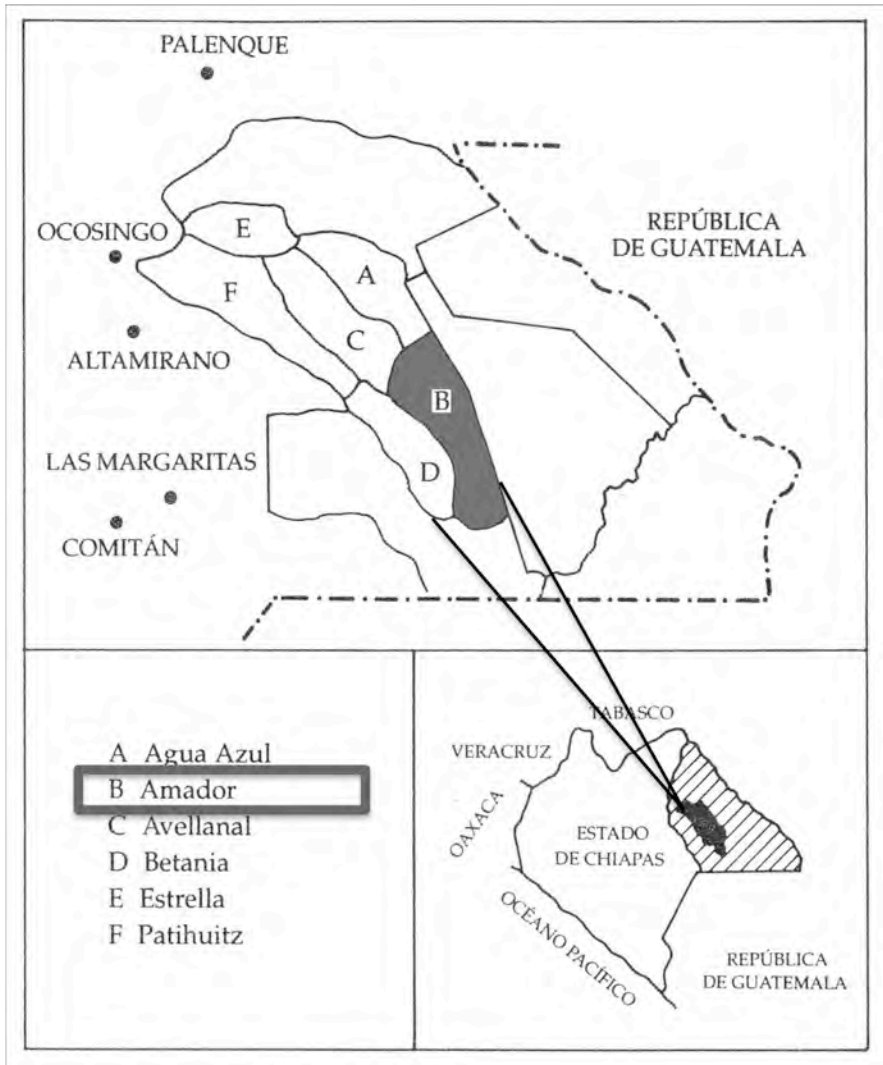 PALENQUE
OCOSINGO
E
A
REPÚBLICA
DE GUATEMALA
F
ALTAMIRANO
C
B
LAS MARGARITAS
D
COMITÁN
A Agua Azul
B Amador
C Avellanal
D Betania
E Estrella
F Patihuitz
TABASCO
VERACRUZ
OAXACA
ESTADO
DE CHIAPAS
OCÉANO PACÍFICO
REPÚBLICA
DE GUATEMALA